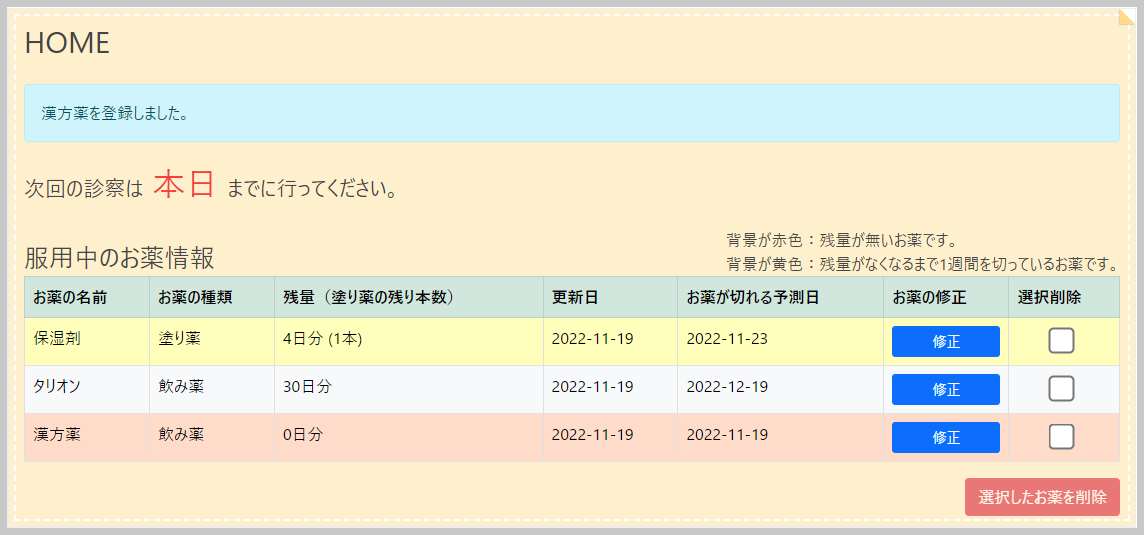 HOME
漢方薬を登録しました。
次回の診察は 本日 までに行ってください。
背景が赤色：残量が無いお薬です。
服用中のお薬情報
背景が黄色：残量がなくなるまで1週間を切っているお薬です。
お薬の名前 お薬の種類 残量（塗り薬の残り本数） 更新日 お薬が切れる予測日 お薬の修正 選択削除
保湿剤 塗り薬 4日分 (1本) 2022-11-19 2022-11-23 修正
タリオン 飲み薬 30日分 2022-11-19 2022-12-19 修正
漢方薬 飲み薬 0日分 2022-11-19 2022-11-19 修正
選択したお薬を削除